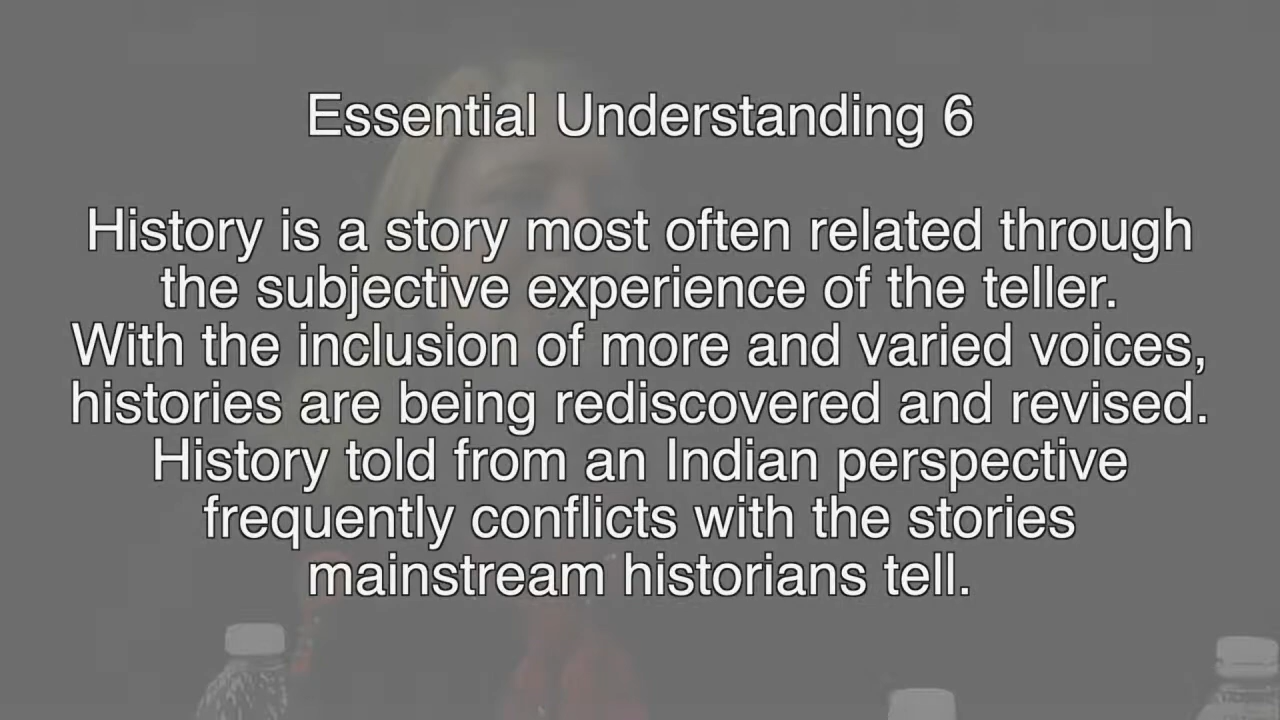 Essential Understanding 6
History is a story most often related through
the subjective experience of the teller.
With the inclusion of more and varied voices,
histories are being rediscovered and revised.
History told from an Indian perspective
frequently conflicts with the stories
mainstream historians tell.